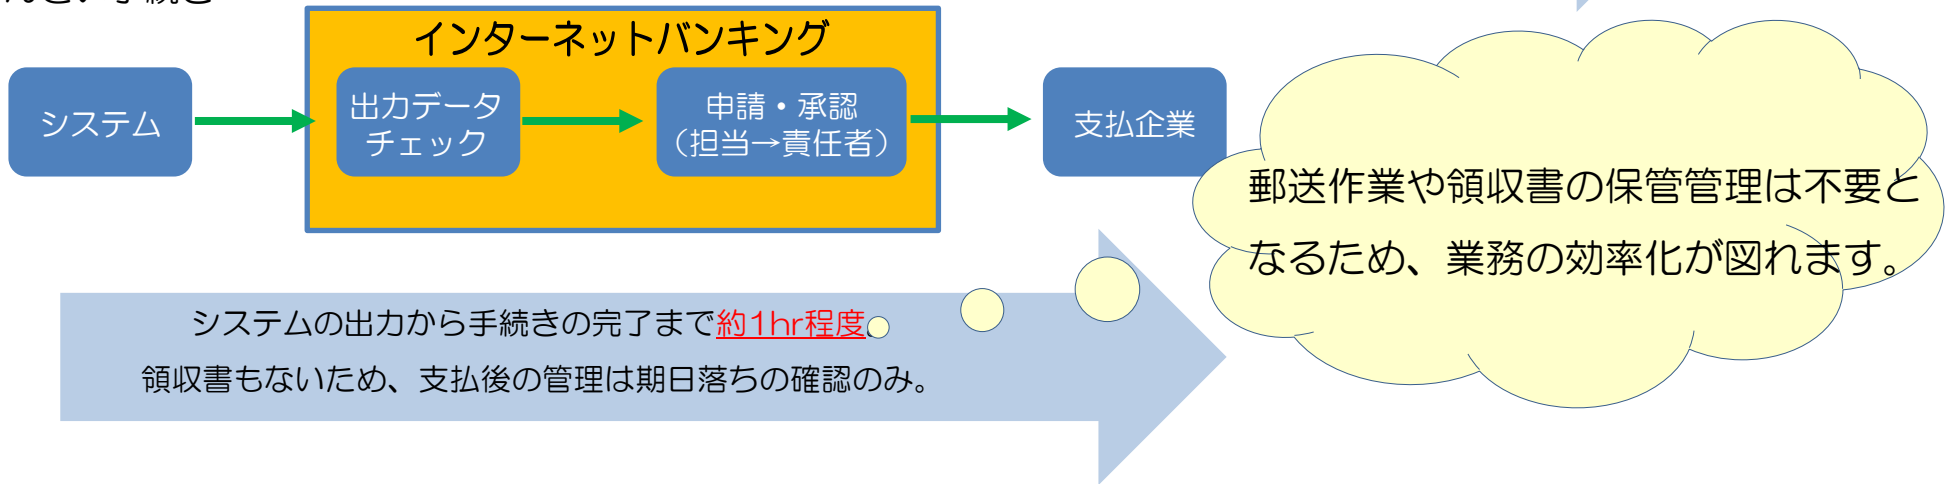 インターネットバンキング
システム
出力データ
チェック
申請・承認
（担当→責任者）
支払企業
郵送作業や領収書の保管管理は不要と
なるため、業務の効率化が図れます。
システムの出力から手続きの完了まで約1hr程度。
領収書もないため、支払後の管理は期日落ちの確認のみ。